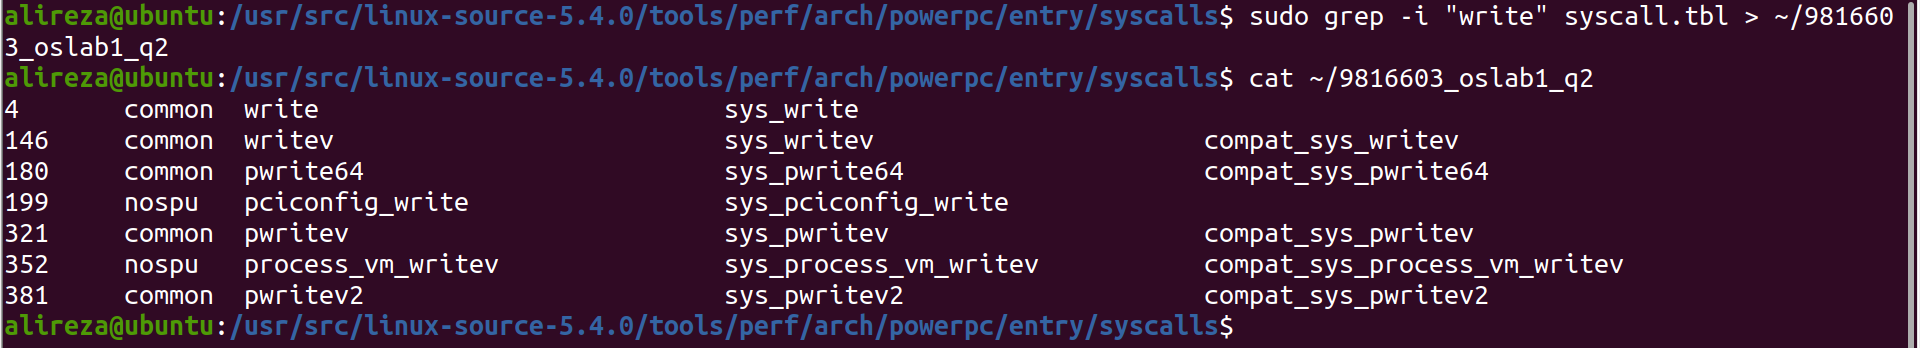 alireza@ubuntu:/usr/src/linux-source-5.4.0/tools/perf/arch/powerpc/entry/syscalls$ sudo grep -i "write" syscall.tbl > ~/981660
3_oslab1_q2
alireza@ubuntu:/usr/src/linux-source-5.4.0/tools/perf/arch/powerpc/entry/syscalls$ cat ~/9816603_oslab1_q2
4       common  write                           sys_write
146     common  writev                          sys_writev                      compat_sys_writev
180     common  pwrite64                        sys_pwrite64                    compat_sys_pwrite64
199     nospu   pciconfig_write                 sys_pciconfig_write
321     common  pwritev                         sys_pwritev                     compat_sys_pwritev
352     nospu   process_vm_writev               sys_process_vm_writev           compat_sys_process_vm_writev
381     common  pwritev2                        sys_pwritev2                    compat_sys_pwritev2
alireza@ubuntu:/usr/src/linux-source-5.4.0/tools/perf/arch/powerpc/entry/syscalls$